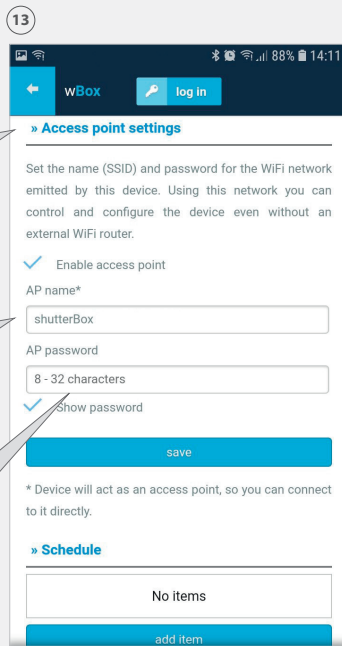 13
88% 14:11
wBox log in
» Access point settings
Set the name (SSID) and password for the WiFi network
emitted by this device. Using this network you can
control and configure the device even without an
external WiFi router.
Enable access point
AP name*
shutterBox
AP password
8 - 32 characters
Show password
save
* Device will act as an access point, so you can connect
to it directly.
» Schedule
No items
add item